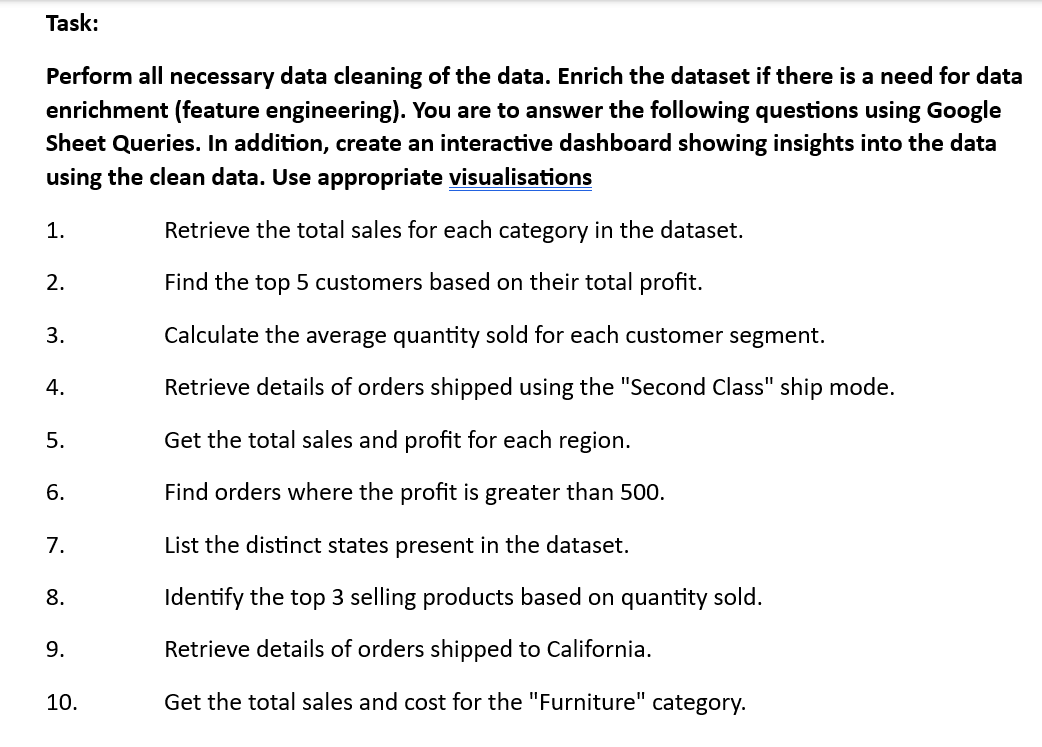 Task:
Perform all necessary data cleaning of the data. Enrich the dataset if there is a need for data
enrichment (feature engineering). You are to answer the following questions using Google
Sheet Queries. In addition, create an interactive dashboard showing insights into the data
using the clean data. Use appropriate visualisations
1. Retrieve the total sales for each category in the dataset.
2. Find the top 5 customers based on their total profit.
3. Calculate the average quantity sold for each customer segment.
4. Retrieve details of orders shipped using the "Second Class" ship mode.
5. Get the total sales and profit for each region.
6. Find orders where the profit is greater than 500.
7. List the distinct states present in the dataset.
8. Identify the top 3 selling products based on quantity sold.
9. Retrieve details of orders shipped to California.
10. Get the total sales and cost for the "Furniture" category.